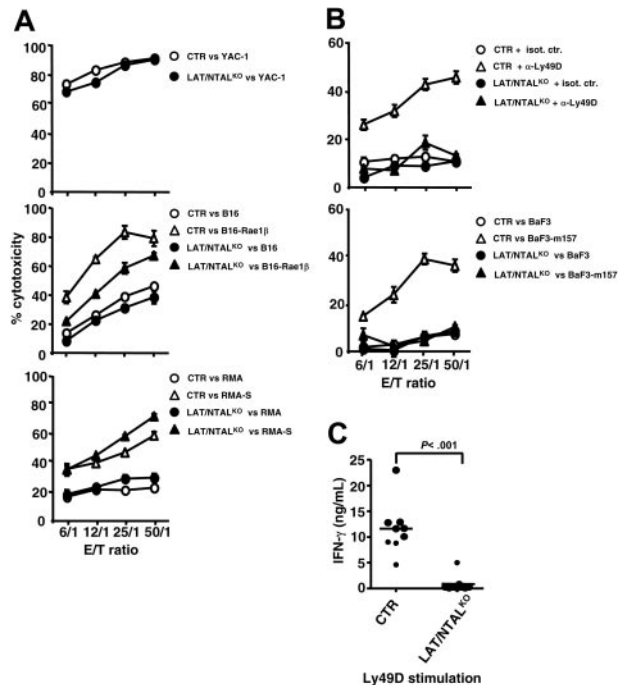 A
100
80
60
40
20
0
CTR vs YAC-1
LAT/NTALKO vs YAC-1
100
80
60
40
20
0
CTR vs B16
CTR vs B16-Rae1β
LAT/NTALKO vs B16
LAT/NTALKO vs B16-Rae1β
% cytotoxicity
100
80
60
40
20
0
CTR vs RMA
CTR vs RMA-S
LAT/NTALKO vs RMA
LAT/NTALKO vs RMA-S
6/1 12/1 25/1 50/1
E/T ratio
B
60
40
20
0
CTR + isot. ctr.
CTR + α-Ly49D
LAT/NTALKO + isot. ctr.
LAT/NTALKO + α-Ly49D
60
40
20
0
CTR vs BaF3
CTR vs BaF3-m157
LAT/NTALKO vs BaF3
LAT/NTALKO vs BaF3-m157
6/1 12/1 25/1 50/1
E/T ratio
C
P< .001
IFN-γ (ng/mL)
25
20
15
10
5
0
CTR
LAT/NTALKO
Ly49D stimulation